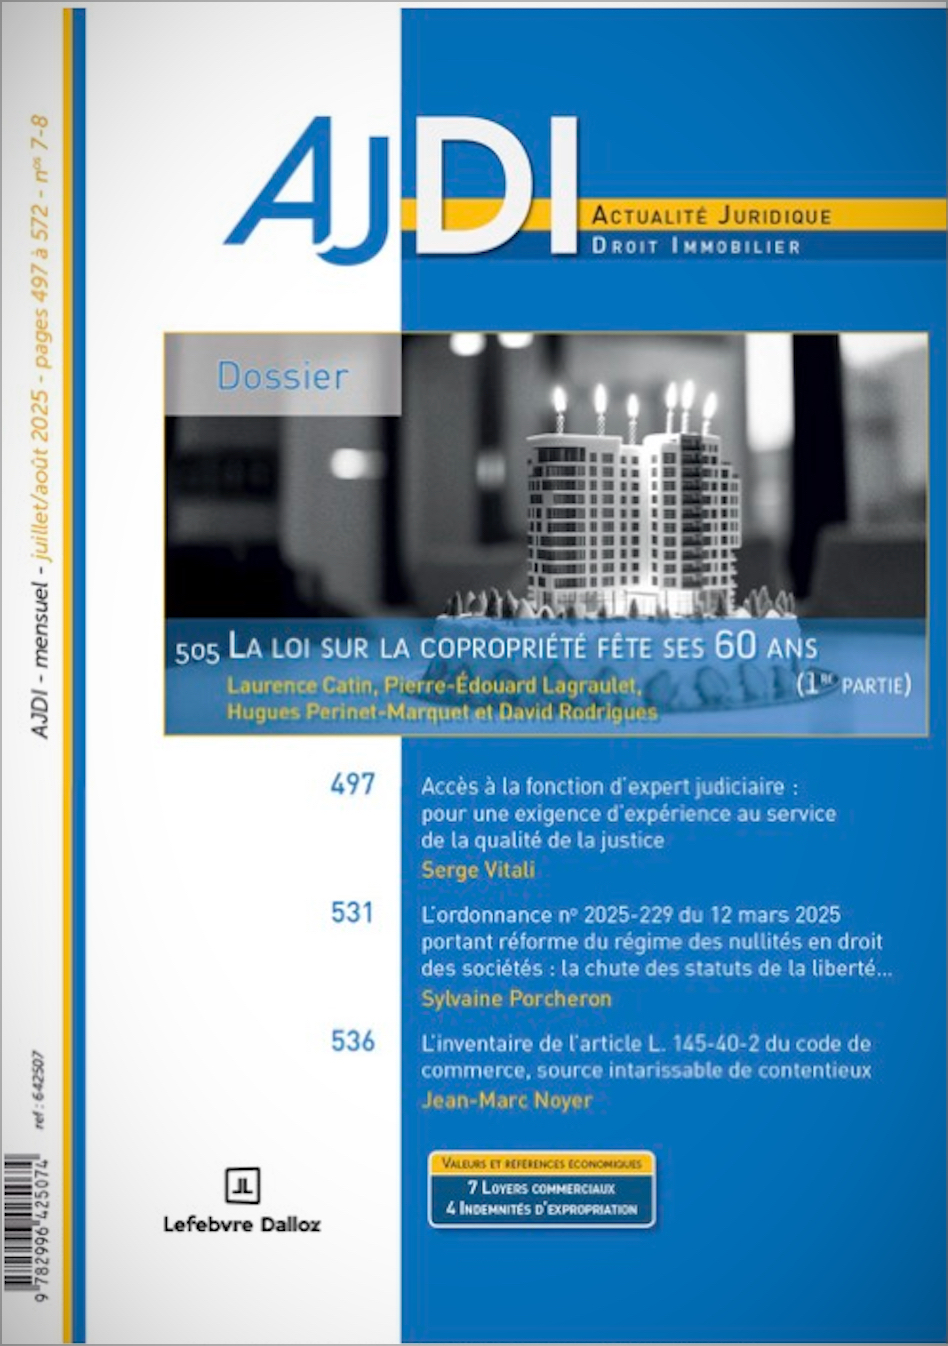 AJDI - mensuel - juillet/août 2025 - pages 497 à 572 - nos 7-8
AJDI
ACTUALITÉ JURIDIQUE
DROIT IMMOBILIER
Dossier
505 LA LOI SUR LA COPROPRIÉTÉ FÊTE SES 60 ANS
(1RE PARTIE)
Laurence Catin, Pierre-Édouard Lagraulet,
Hugues Perinet-Marquet et David Rodrigues
497
Accès à la fonction d'expert judiciaire :
pour une exigence d'expérience au service
de la qualité de la justice
Serge Vitali
531
L'ordonnance nº 2025-229 du 12 mars 2025
portant réforme du régime des nullités en droit
des sociétés : la chute des statuts de la liberté...
Sylvaine Porcheron
536
L'inventaire de l'article L. 145-40-2 du code de
commerce, source intarissable de contentieux
Jean-Marc Noyer
VALEURS ET RÉFÉRENCES ÉCONOMIQUES
7 LOYERS COMMERCIAUX
4 INDEMNITÉS D'EXPROPRIATION
Lefebvre Dalloz
ref : 642507
9 782996 425074